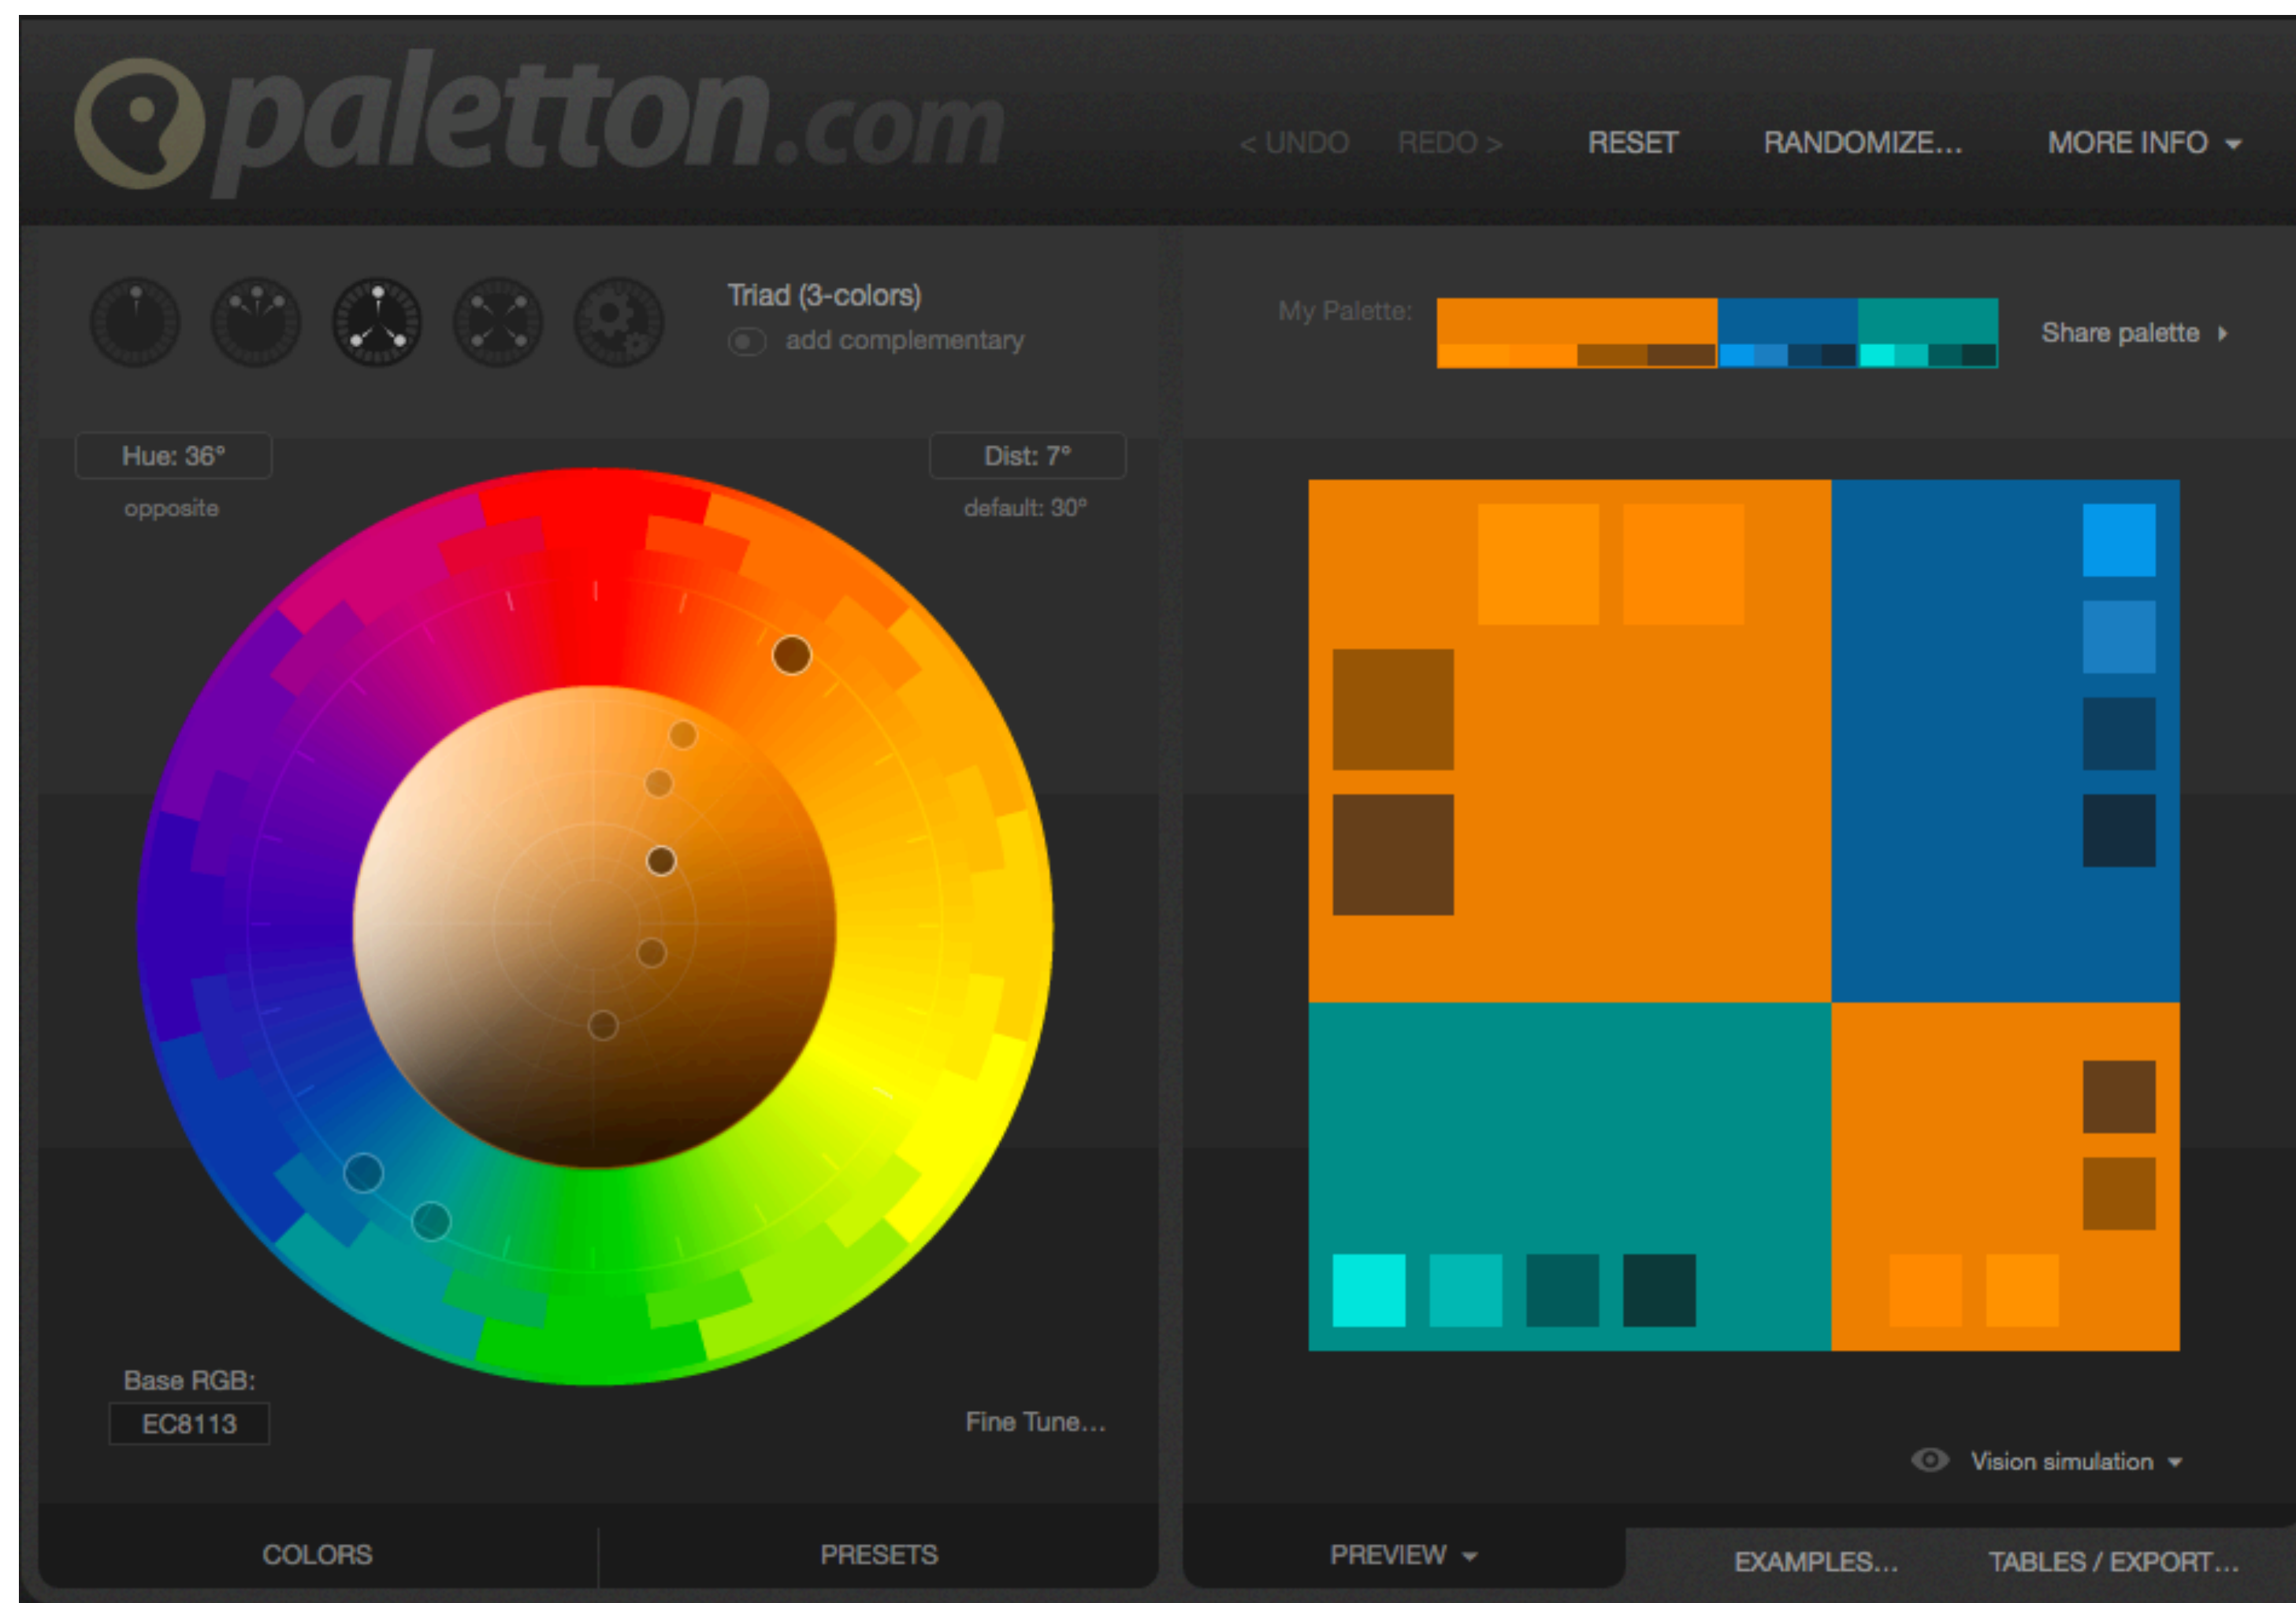 paletton.com
< UNDO REDO > RESET RANDOMIZE... MORE INFO
Triad (3-colors)
add complementary
My Palette:
Share palette
Hue: 36°
opposite
Dist: 7°
default: 30°
Base RGB:
EC8113
Fine Tune...
Vision simulation
COLORS PRESETS
PREVIEW EXAMPLES... TABLES / EXPORT...